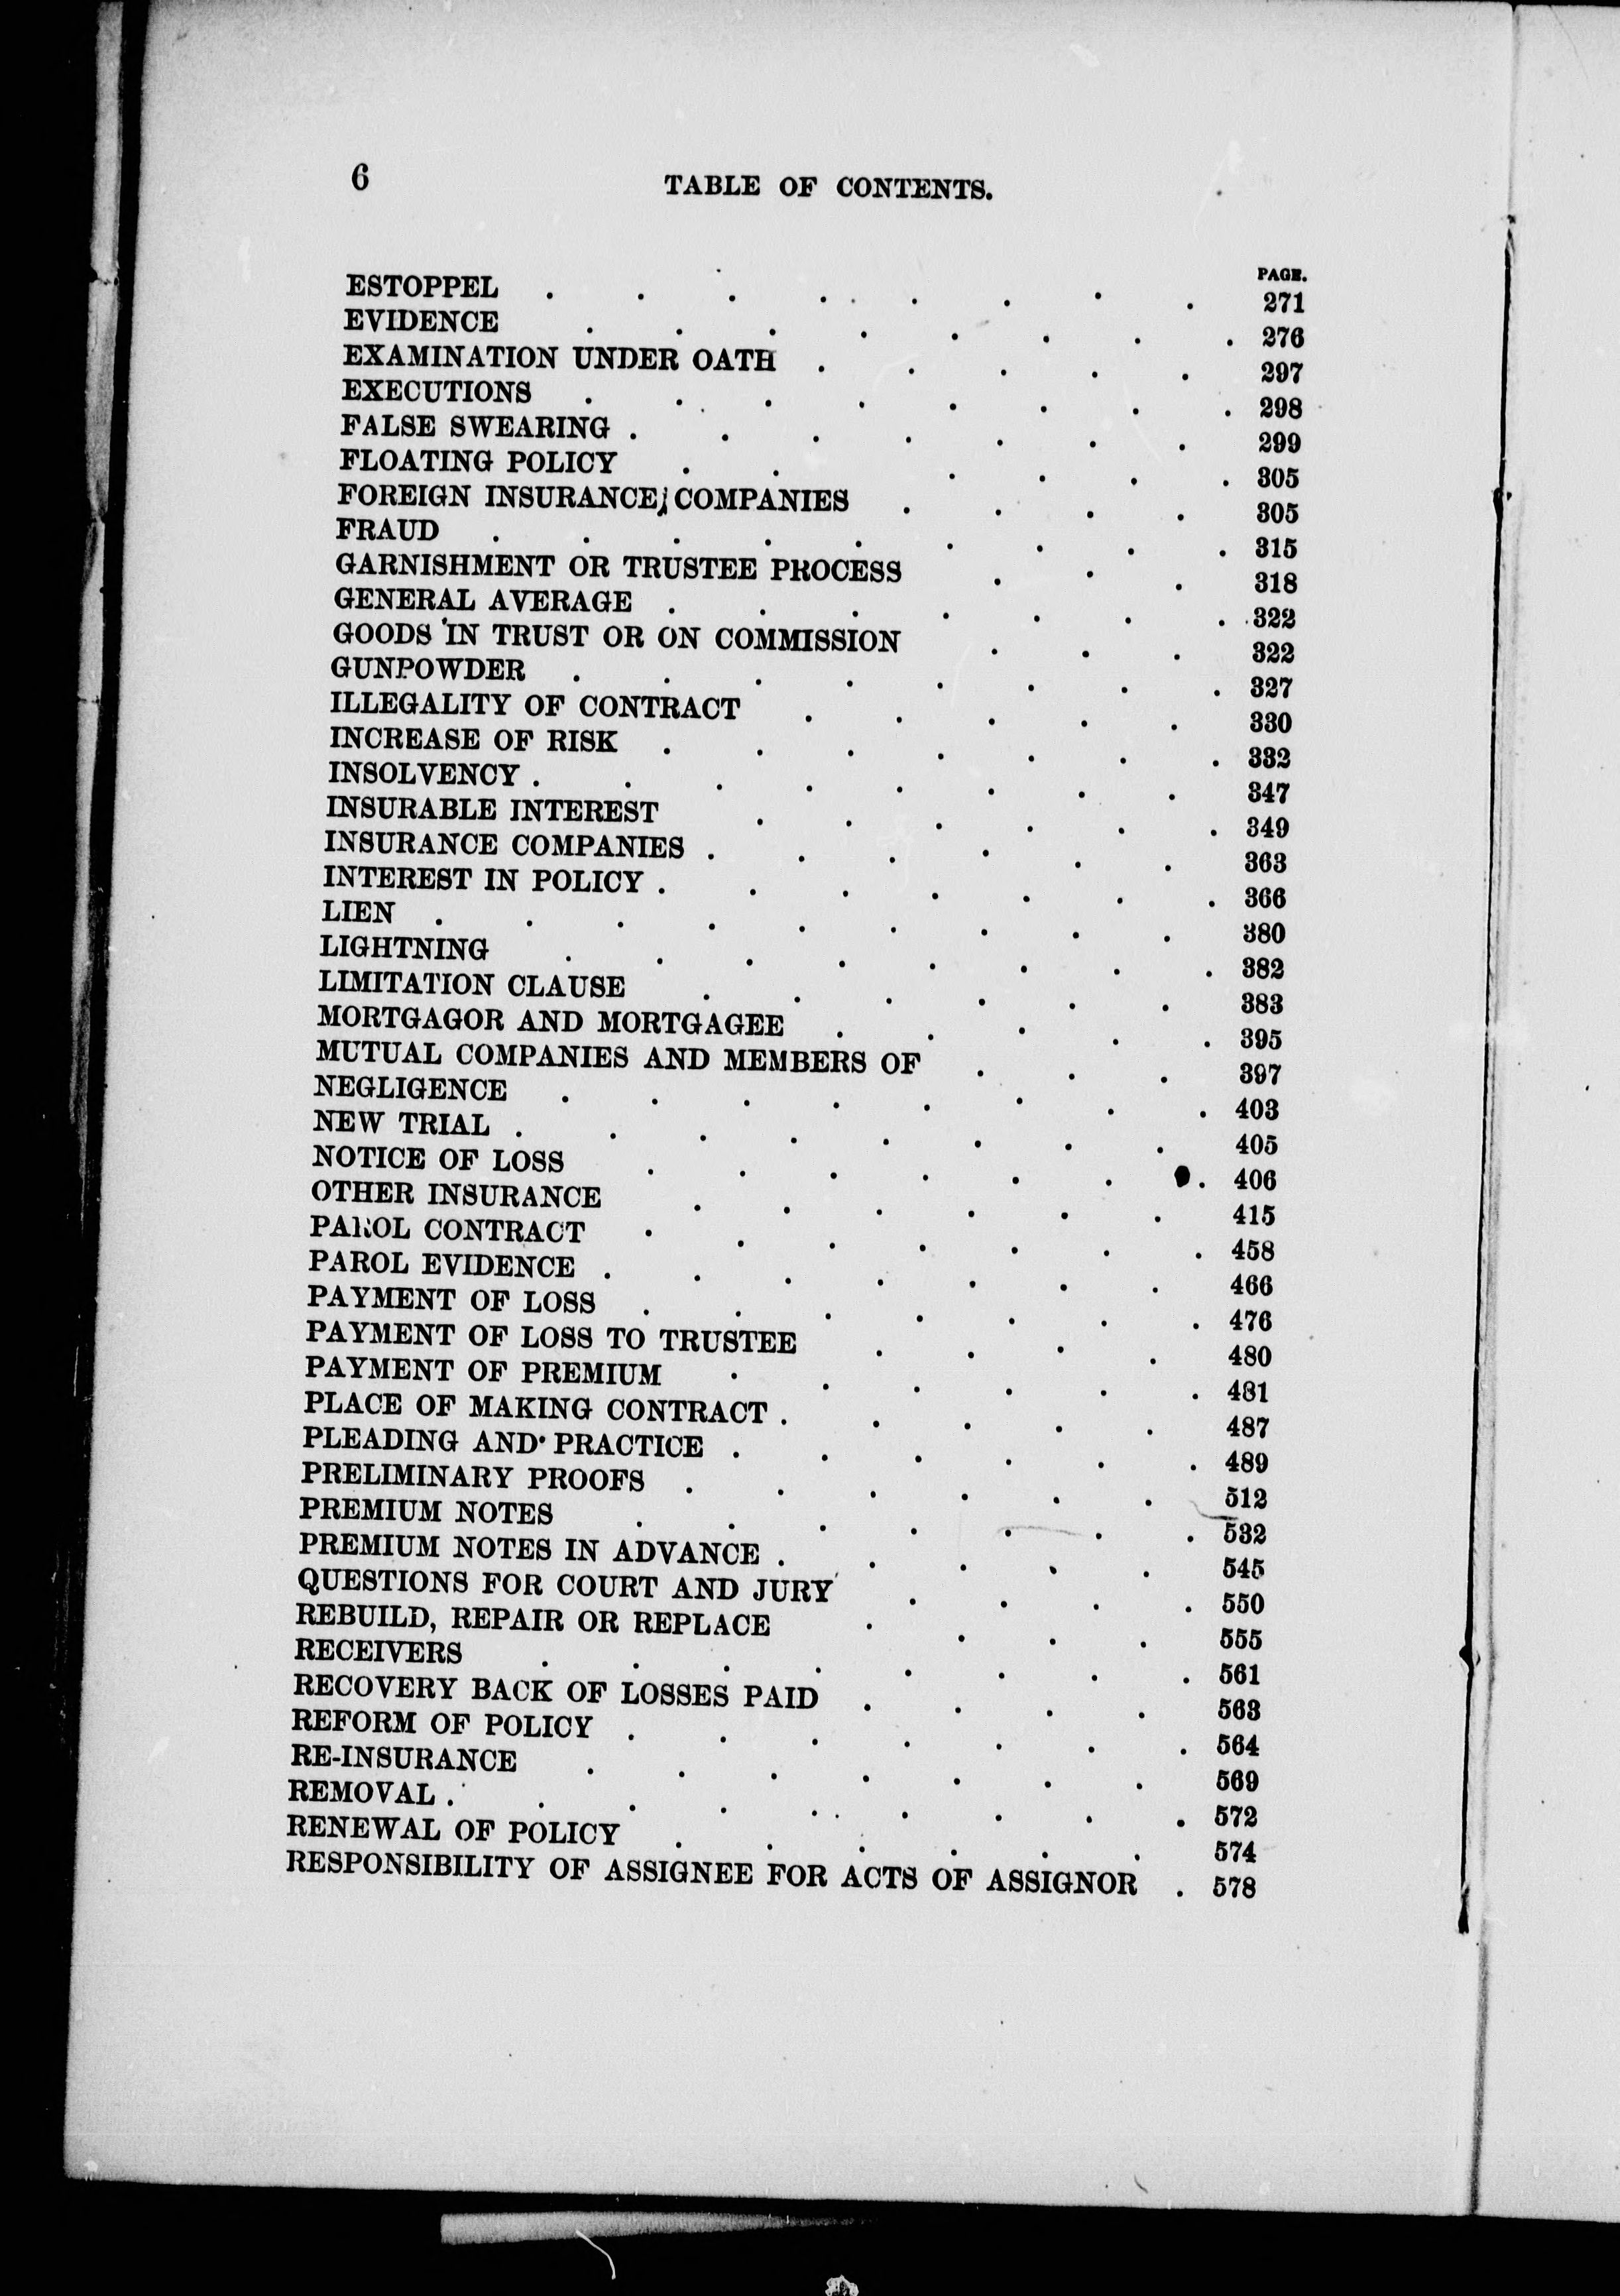 6 TABLE OF CONTENTS.
PAGE.
ESTOPPEL . . . . . . . . 271
EVIDENCE . . . . . . . . 276
EXAMINATION UNDER OATH . . . . . 297
EXECUTIONS . . . . . . . . 298
FALSE SWEARING . . . . . . . 299
FLOATING POLICY . . . . . . 305
FOREIGN INSURANCE COMPANIES . . . . 305
FRAUD . . . . . . . . . 315
GARNISHMENT OR TRUSTEE PROCESS . . . 318
GENERAL AVERAGE . . . . . . . 322
GOODS IN TRUST OR ON COMMISSION . . . 322
GUNPOWDER . . . . . . . . 327
ILLEGALITY OF CONTRACT . . . . . 330
INCREASE OF RISK . . . . . . . 332
INSOLVENCY . . . . . . . . 347
INSURABLE INTEREST . . . . . . 349
INSURANCE COMPANIES . . . . . . 363
INTEREST IN POLICY . . . . . . . 366
LIEN . . . . . . . . . 380
LIGHTNING . . . . . . . . 382
LIMITATION CLAUSE . . . . . . 383
MORTGAGOR AND MORTGAGEE . . . . . 395
MUTUAL COMPANIES AND MEMBERS OF . . . 397
NEGLIGENCE . . . . . . . . 403
NEW TRIAL . . . . . . . . 405
NOTICE OF LOSS . . . . . . . 406
OTHER INSURANCE . . . . . . 415
PAROL CONTRACT . . . . . . . 458
PAROL EVIDENCE . . . . . . . 466
PAYMENT OF LOSS . . . . . . . 476
PAYMENT OF LOSS TO TRUSTEE . . . . 480
PAYMENT OF PREMIUM . . . . . . 481
PLACE OF MAKING CONTRACT . . . . . 487
PLEADING AND PRACTICE . . . . . . 489
PRELIMINARY PROOFS . . . . . . 512
PREMIUM NOTES . . . . . . . 532
PREMIUM NOTES IN ADVANCE . . . . . 545
QUESTIONS FOR COURT AND JURY . . . . 550
REBUILD, REPAIR OR REPLACE . . . . 555
RECEIVERS . . . . . . . . 561
RECOVERY BACK OF LOSSES PAID . . . . 563
REFORM OF POLICY . . . . . . . 564
RE-INSURANCE . . . . . . . 569
REMOVAL . . . . . . . . . 572
RENEWAL OF POLICY . . . . . . 574
RESPONSIBILITY OF ASSIGNEE FOR ACTS OF ASSIGNOR . 578